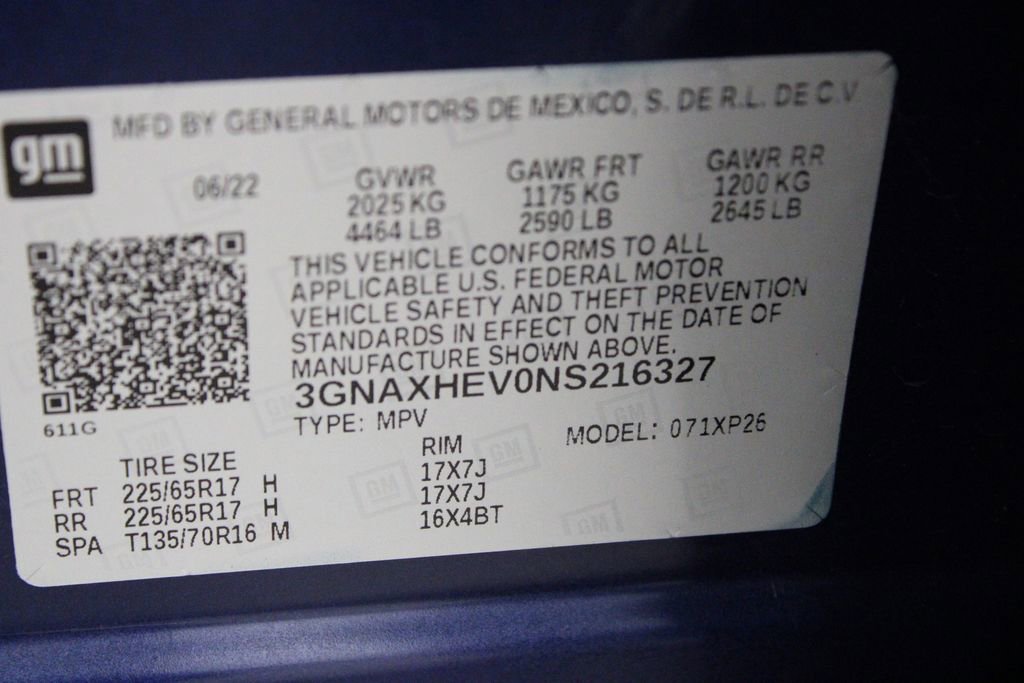 gm
MFD BY GENERAL MOTORS DE MEXICO, S. DE R.L. DE C V
06/22
GVWR GAWR FRT GAWR RR
2025 KG 1175 KG 1200 KG
4464 LB 2590 LB 2645 LB
THIS VEHICLE CONFORMS TO ALL
APPLICABLE U.S. FEDERAL MOTOR
VEHICLE SAFETY AND THEFT PREVENTION
STANDARDS IN EFFECT ON THE DATE OF
MANUFACTURE SHOWN ABOVE.
3GNAXHEV0NS216327
TYPE: MPV
MODEL: 071XP26
611G
TIRE SIZE RIM
FRT 225/65R17 H 17X7J
RR 225/65R17 H 17X7J
SPA T135/70R16 M 16X4BT